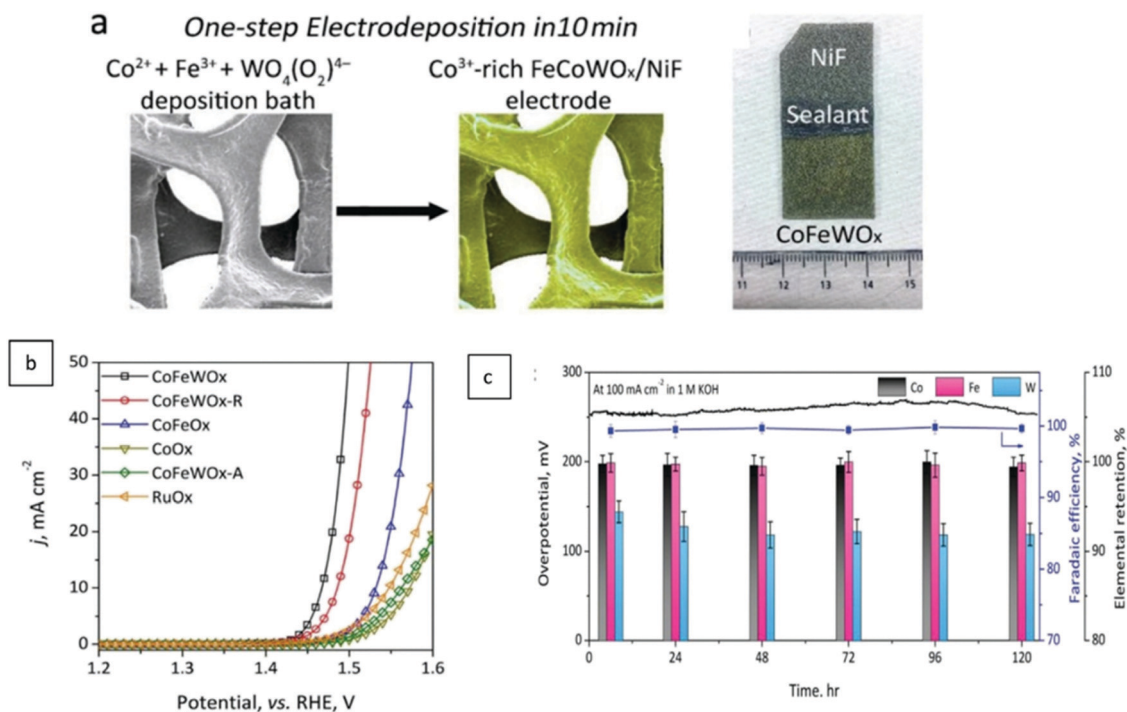 a
One-step Electrodeposition in10 min
Co²⁺ + Fe³⁺ + WO₄(O₂)⁴⁻
deposition bath
Co³⁺-rich FeCoWOₓ/NiF
electrode
NiF
Sealant
CoFeWOₓ
11 12 13 14 15
b
50
40
30
20
10
0
j, mA cm⁻²
CoFeWOx
CoFeWOx-R
CoFeOx
CoOx
CoFeWOx-A
RuOx
1.2 1.3 1.4 1.5 1.6
Potential, vs. RHE, V
c
:
At 100 mA cm⁻² in 1 M KOH
Co Fe W
300
200
100
0
Overpotential, mV
100
90
80
70
Faradaic efficiency, %
110
100
90
80
Elemental retention, %
0 24 48 72 96 120
Time. hr